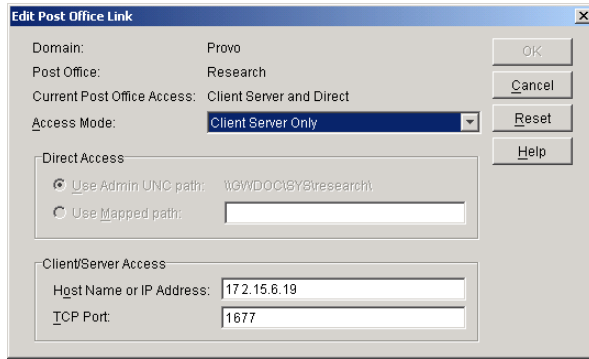 Edit Post Office Link
Domain: Provo
OK
Post Office: Research
Cancel
Current Post Office Access: Client Server and Direct
Access Mode: Client Server Only
Reset
Help
Direct Access
Use Admin UNC path: \\GWDOC\SYS\research\
Use Mapped path:
Client/Server Access
Host Name or IP Address: 172.15.6.19
TCP Port: 1677